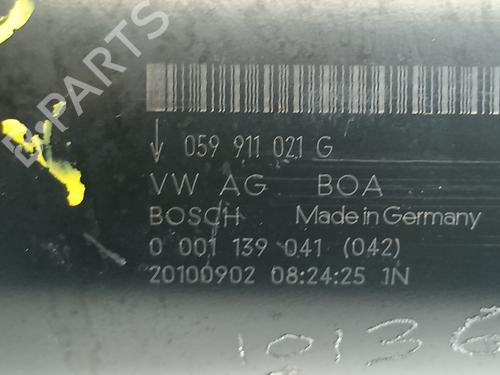 B-PARTS
059 911 021 G
VW AG BOA
BOSCH Made in Germany
0 001 139 041 (042)
20100902 08:24:25 1N
10136